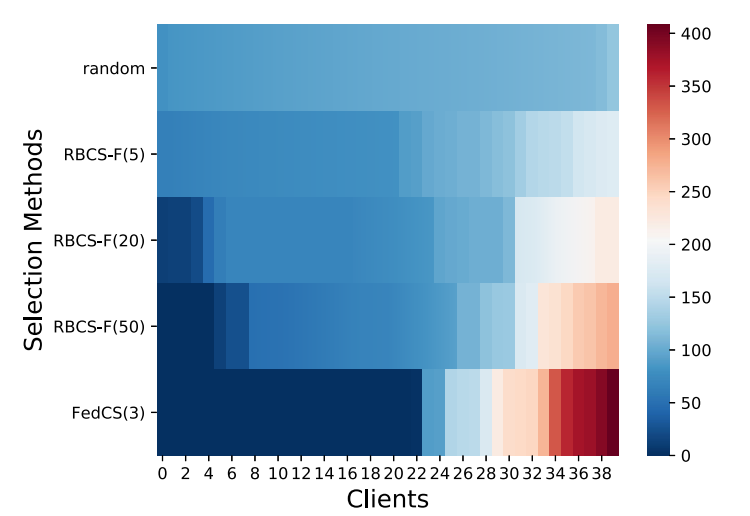 Selection Methods
random
RBCS-F(5)
RBCS-F(20)
RBCS-F(50)
FedCS(3)
0 2 4 6 8 10 12 14 16 18 20 22 24 26 28 30 32 34 36 38
Clients
400
350
300
250
200
150
100
50
0